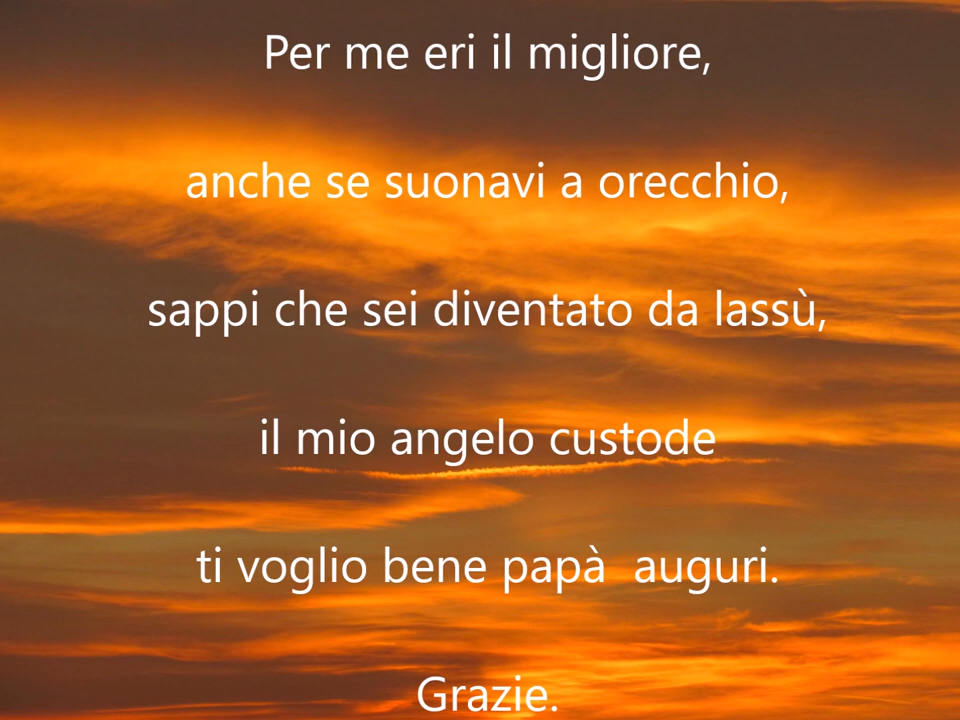 Per me eri il migliore,
anche se suonavi a orecchio,
sappi che sei diventato da lassù,
il mio angelo custode
ti voglio bene papà  auguri.
Grazie.